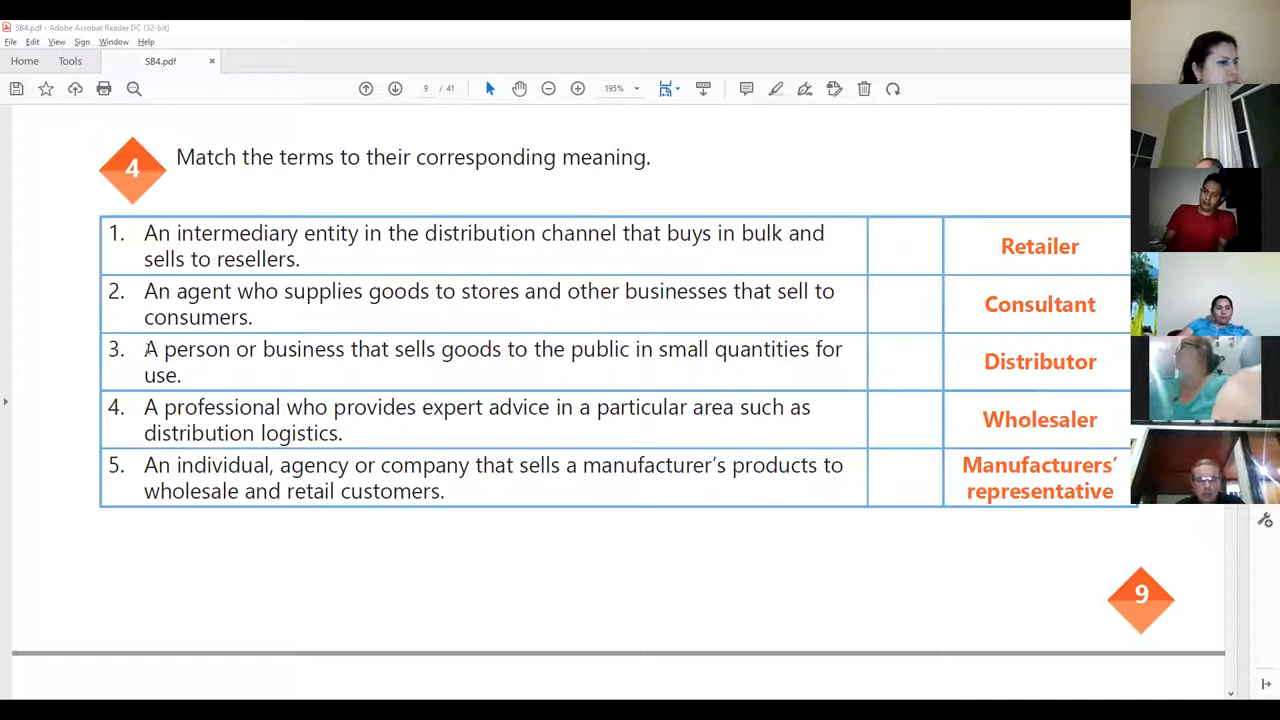 SB4.pdf - Adobe Acrobat Reader DC (32-bit)
File Edit View Sign Window Help
Home Tools SB4.pdf ×
9 / 41 195%
4 Match the terms to their corresponding meaning.
1. An intermediary entity in the distribution channel that buys in bulk and
sells to resellers.
Retailer
2. An agent who supplies goods to stores and other businesses that sell to
consumers.
Consultant
3. A person or business that sells goods to the public in small quantities for
use.
Distributor
4. A professional who provides expert advice in a particular area such as
distribution logistics.
Wholesaler
5. An individual, agency or company that sells a manufacturer’s products to
wholesale and retail customers.
Manufacturers’
representative
9